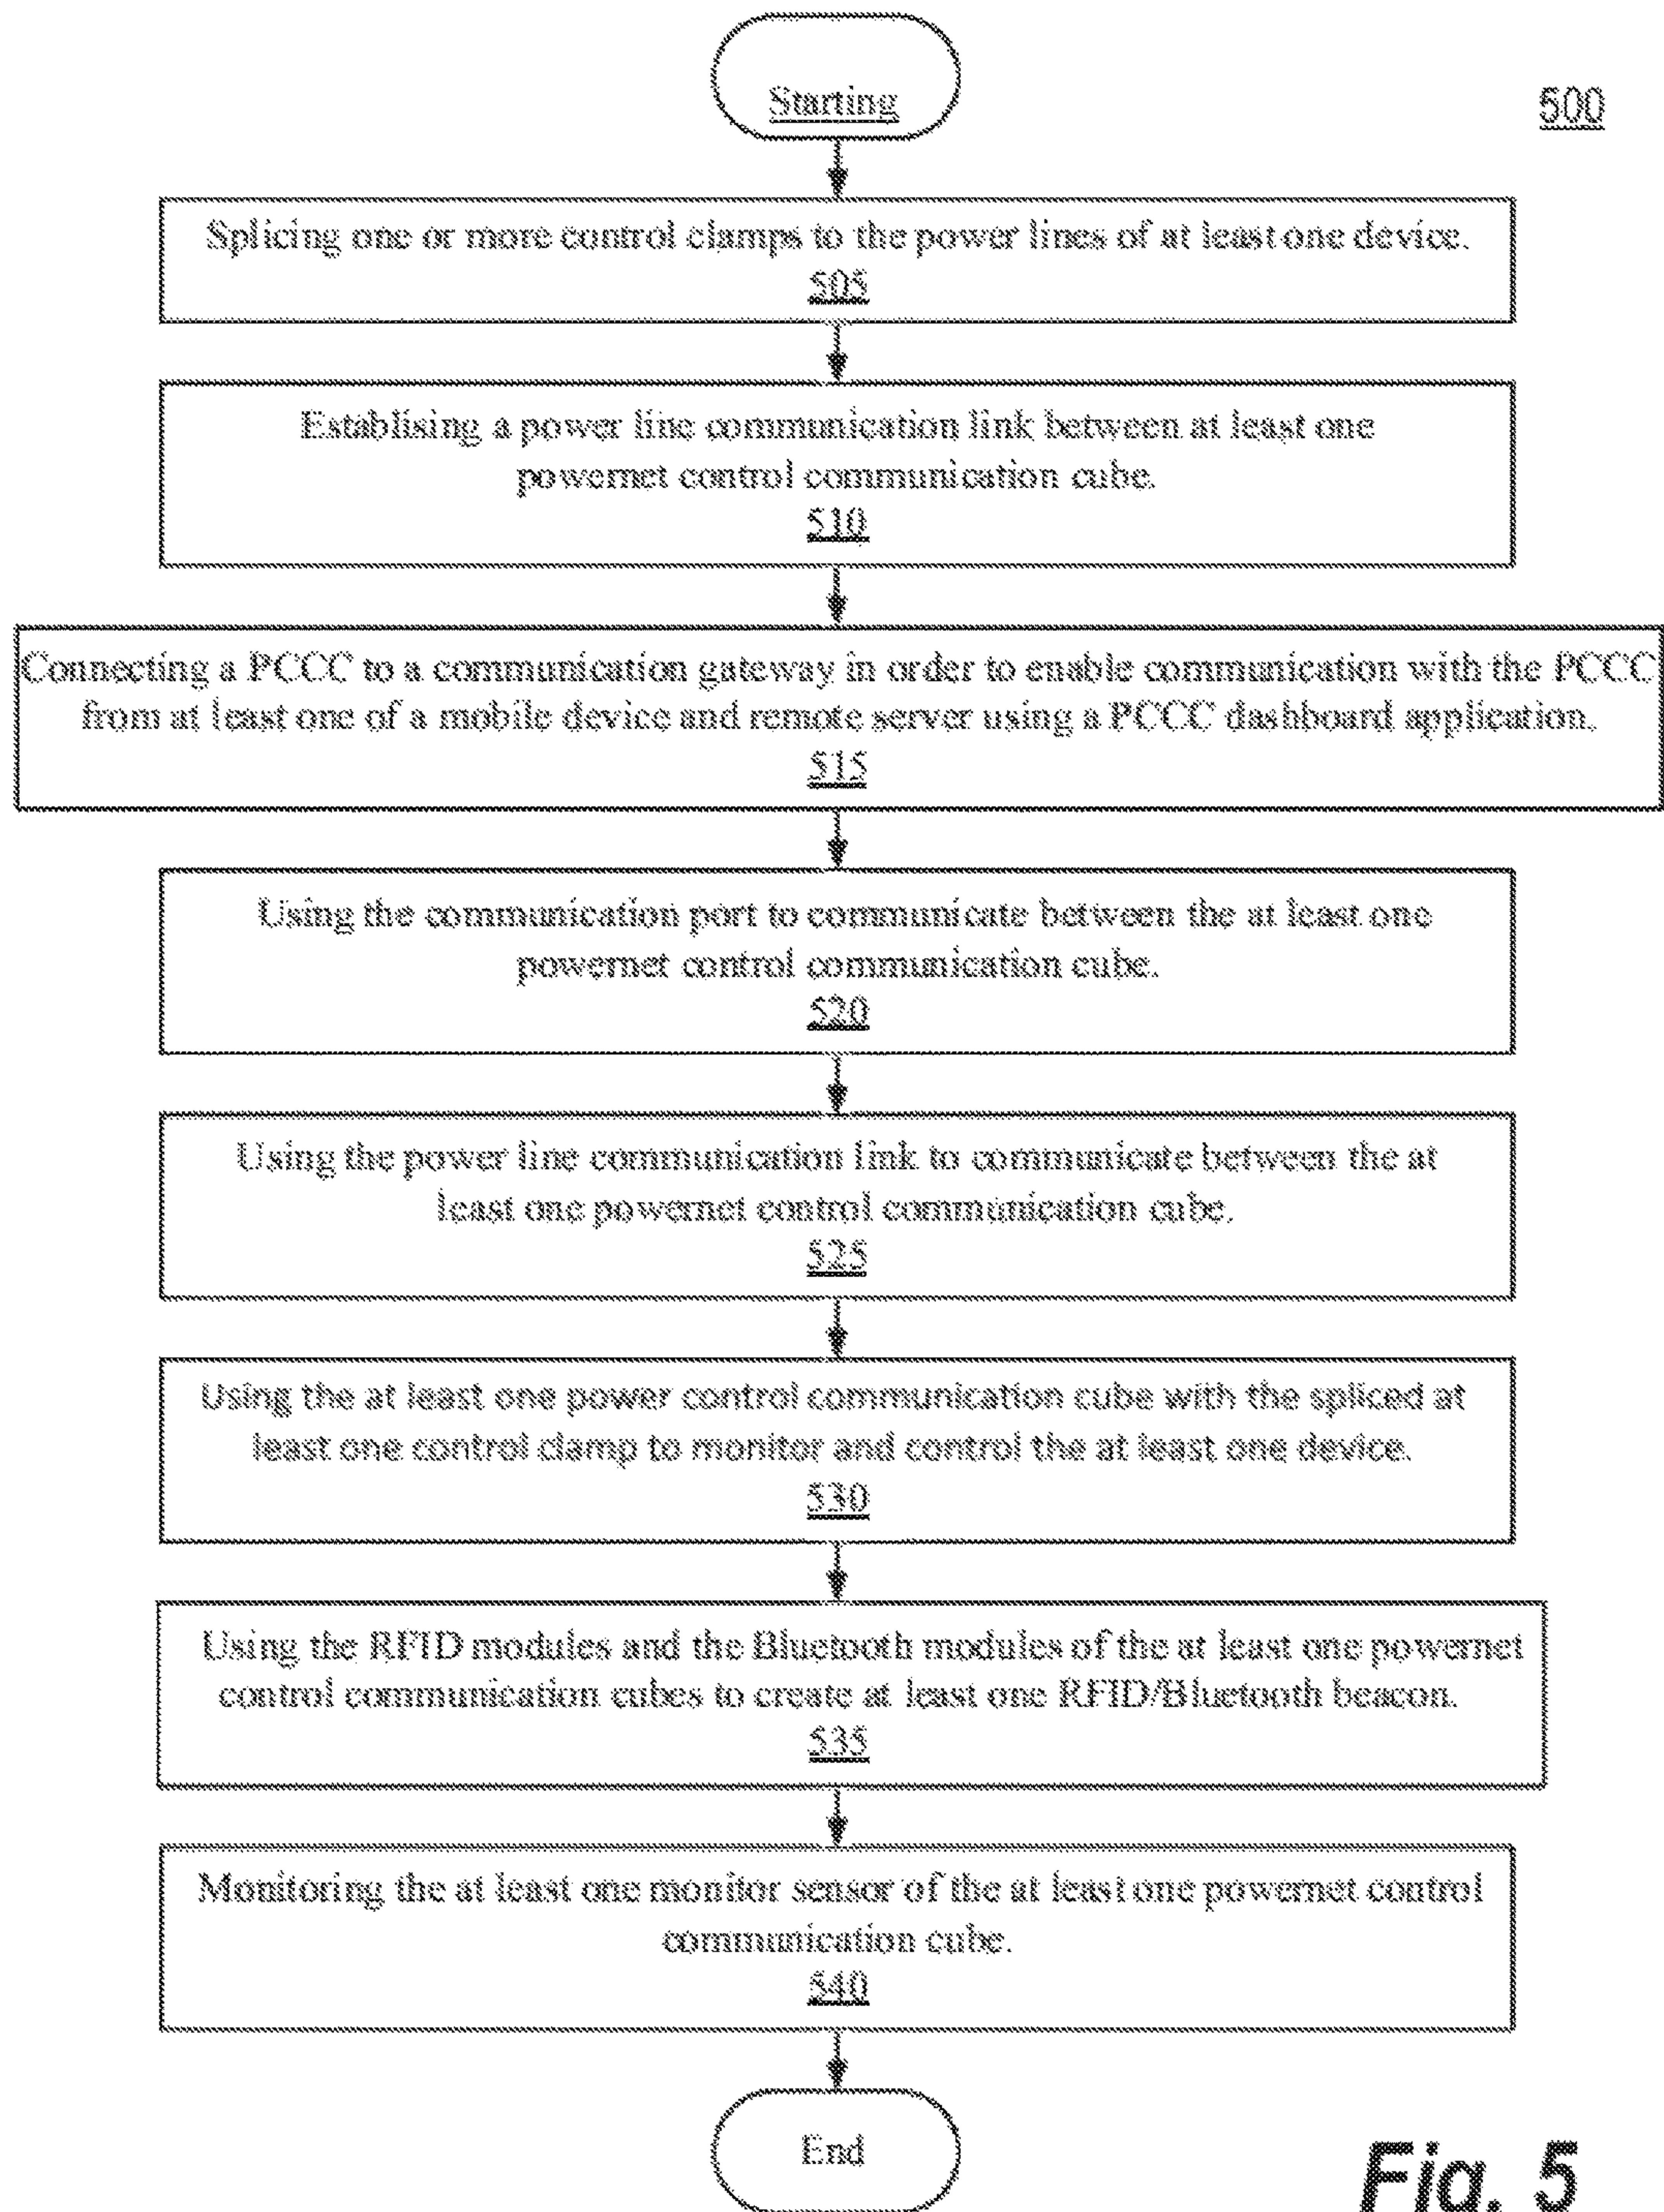 Starting
500
Splicing one or more control clamps to the power lines of at least one device.
505
Establising a power line communication link between at least one
powernet control communication cube.
510
Connecting a PCCC to a communication gateway in order to enable communication with the PCCC
from at least one of a mobile device and remote server using a PCCC dashboard application.
515
Using the communication port to communicate between the at least one
powernet control communication cube.
520
Using the power line communication link to communicate between the at
least one powernet control communication cube.
525
Using the at least one power control communication cube with the spliced at
least one control clamp to monitor and control the at least one device.
530
Using the RFID modules and the Bluetooth modules of the at least one powernet
control communication cubes to create at least one RFID/Bluetooth beacon.
535
Monitoring the at least one monitor sensor of the at least one powernet control
communication cube.
540
End
Fig. 5